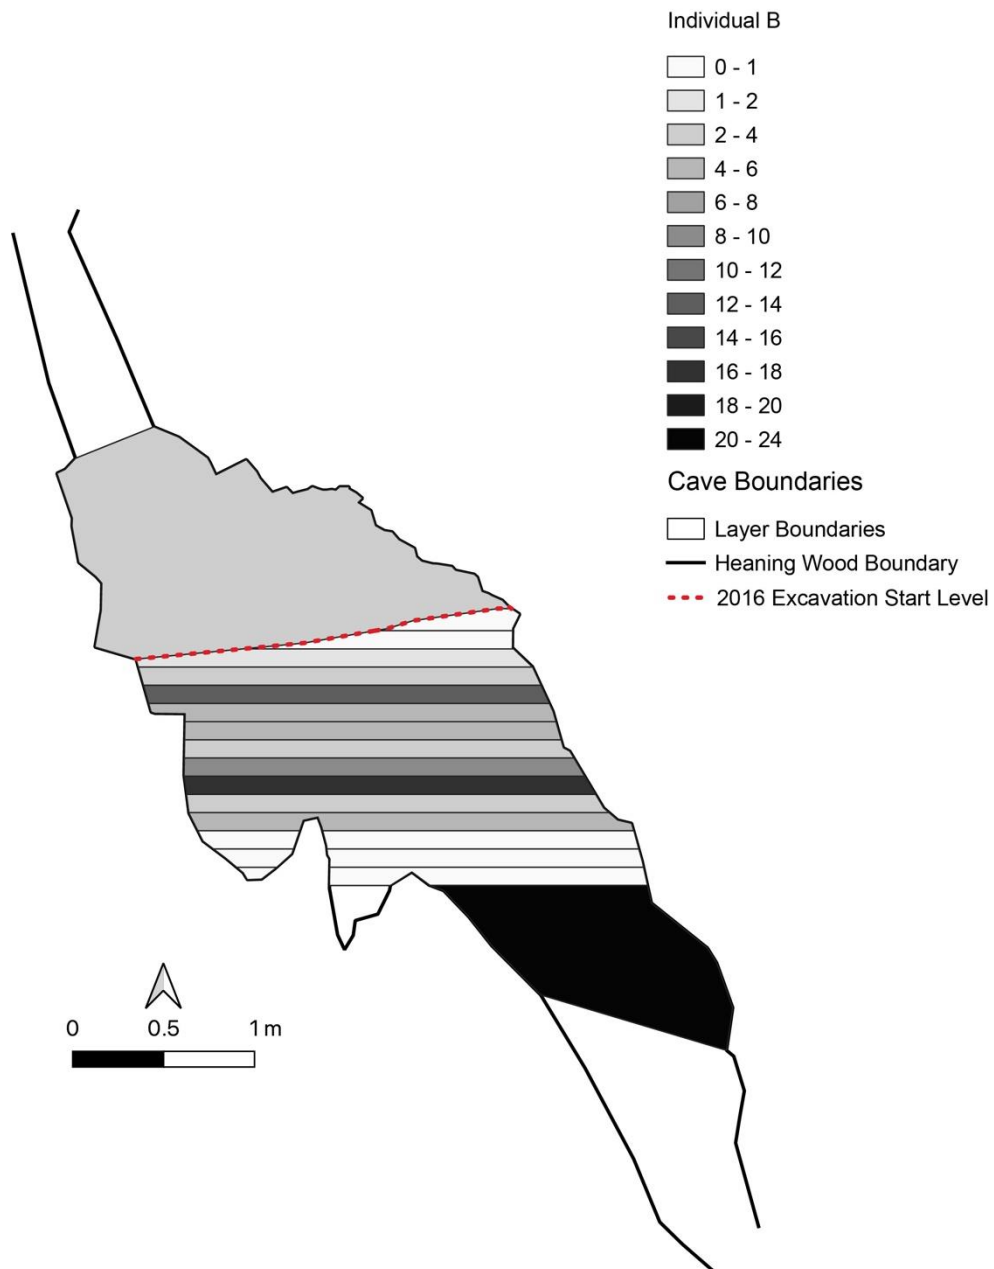 Individual B
0 - 1
1 - 2
2 - 4
4 - 6
6 - 8
8 - 10
10 - 12
12 - 14
14 - 16
16 - 18
18 - 20
20 - 24
Cave Boundaries
Layer Boundaries
Heaning Wood Boundary
2016 Excavation Start Level
0 0.5 1 m